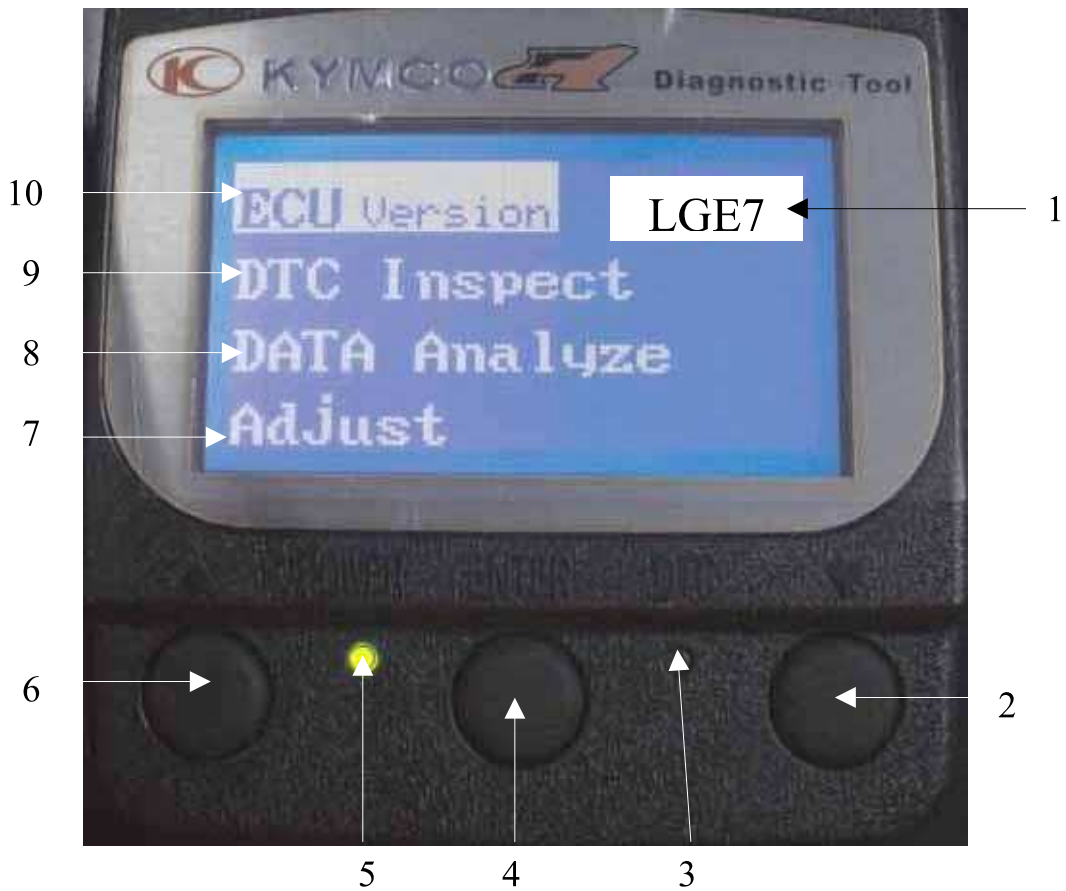 KYMCO Diagnostic Tool
10 ECU Version LGE7 1
9 DTC Inspect
8 DATA Analyze
7 Adjust
6 2
5 4 3